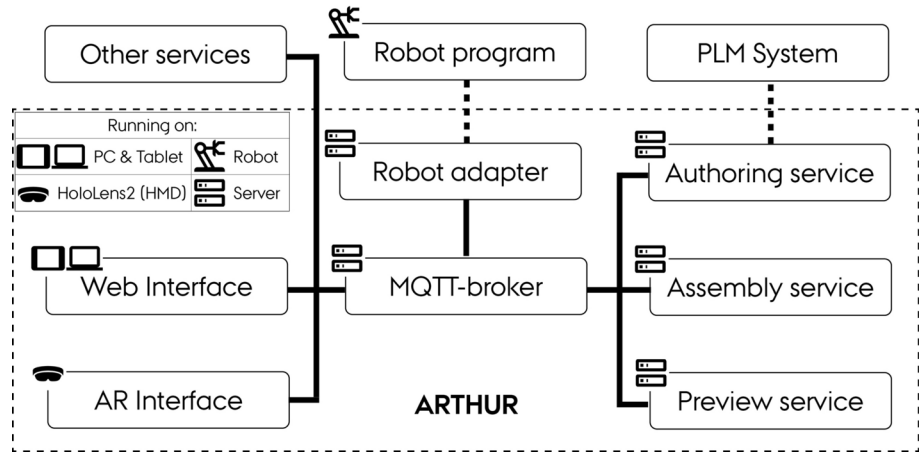 Other services
Robot program
PLM System
Running on:
PC & Tablet
Robot
HoloLens2 (HMD)
Server
Robot adapter
Authoring service
Web Interface
MQTT-broker
Assembly service
AR Interface
ARTHUR
Preview service